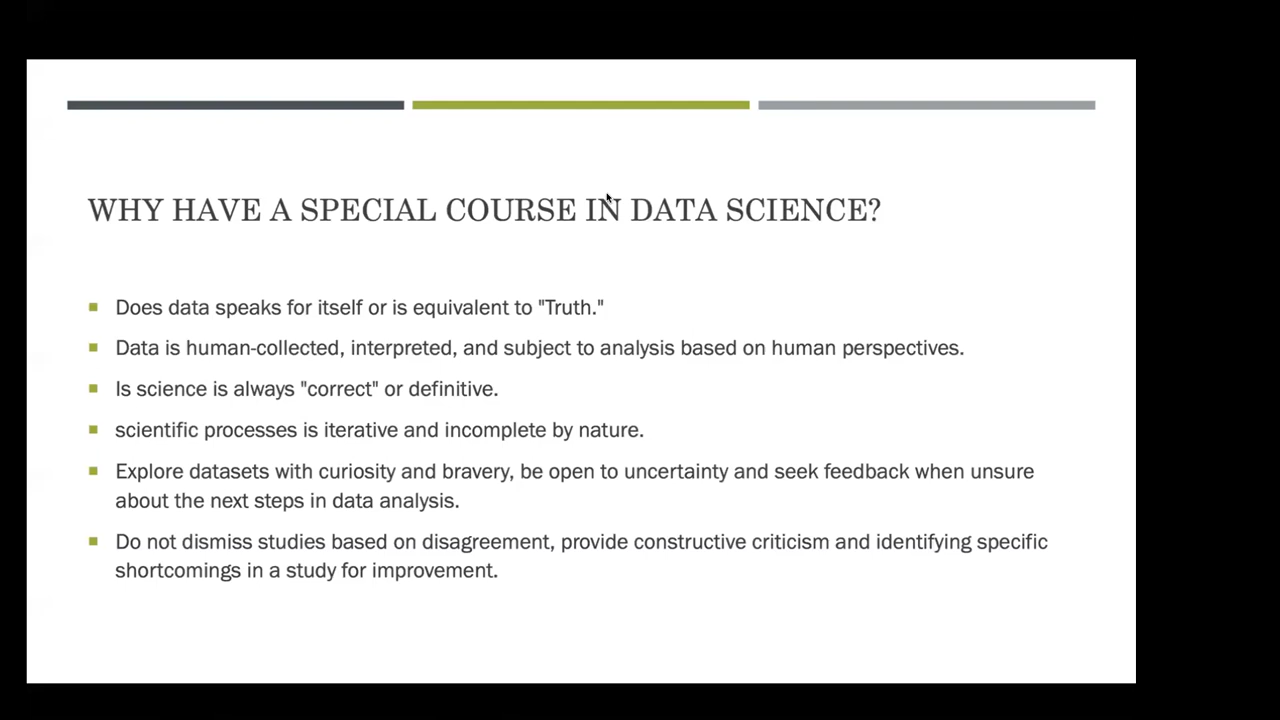 WHY HAVE A SPECIAL COURSE IN DATA SCIENCE?
Does data speaks for itself or is equivalent to "Truth."
Data is human-collected, interpreted, and subject to analysis based on human perspectives.
Is science is always "correct" or definitive.
scientific processes is iterative and incomplete by nature.
Explore datasets with curiosity and bravery, be open to uncertainty and seek feedback when unsure
about the next steps in data analysis.
Do not dismiss studies based on disagreement, provide constructive criticism and identifying specific
shortcomings in a study for improvement.